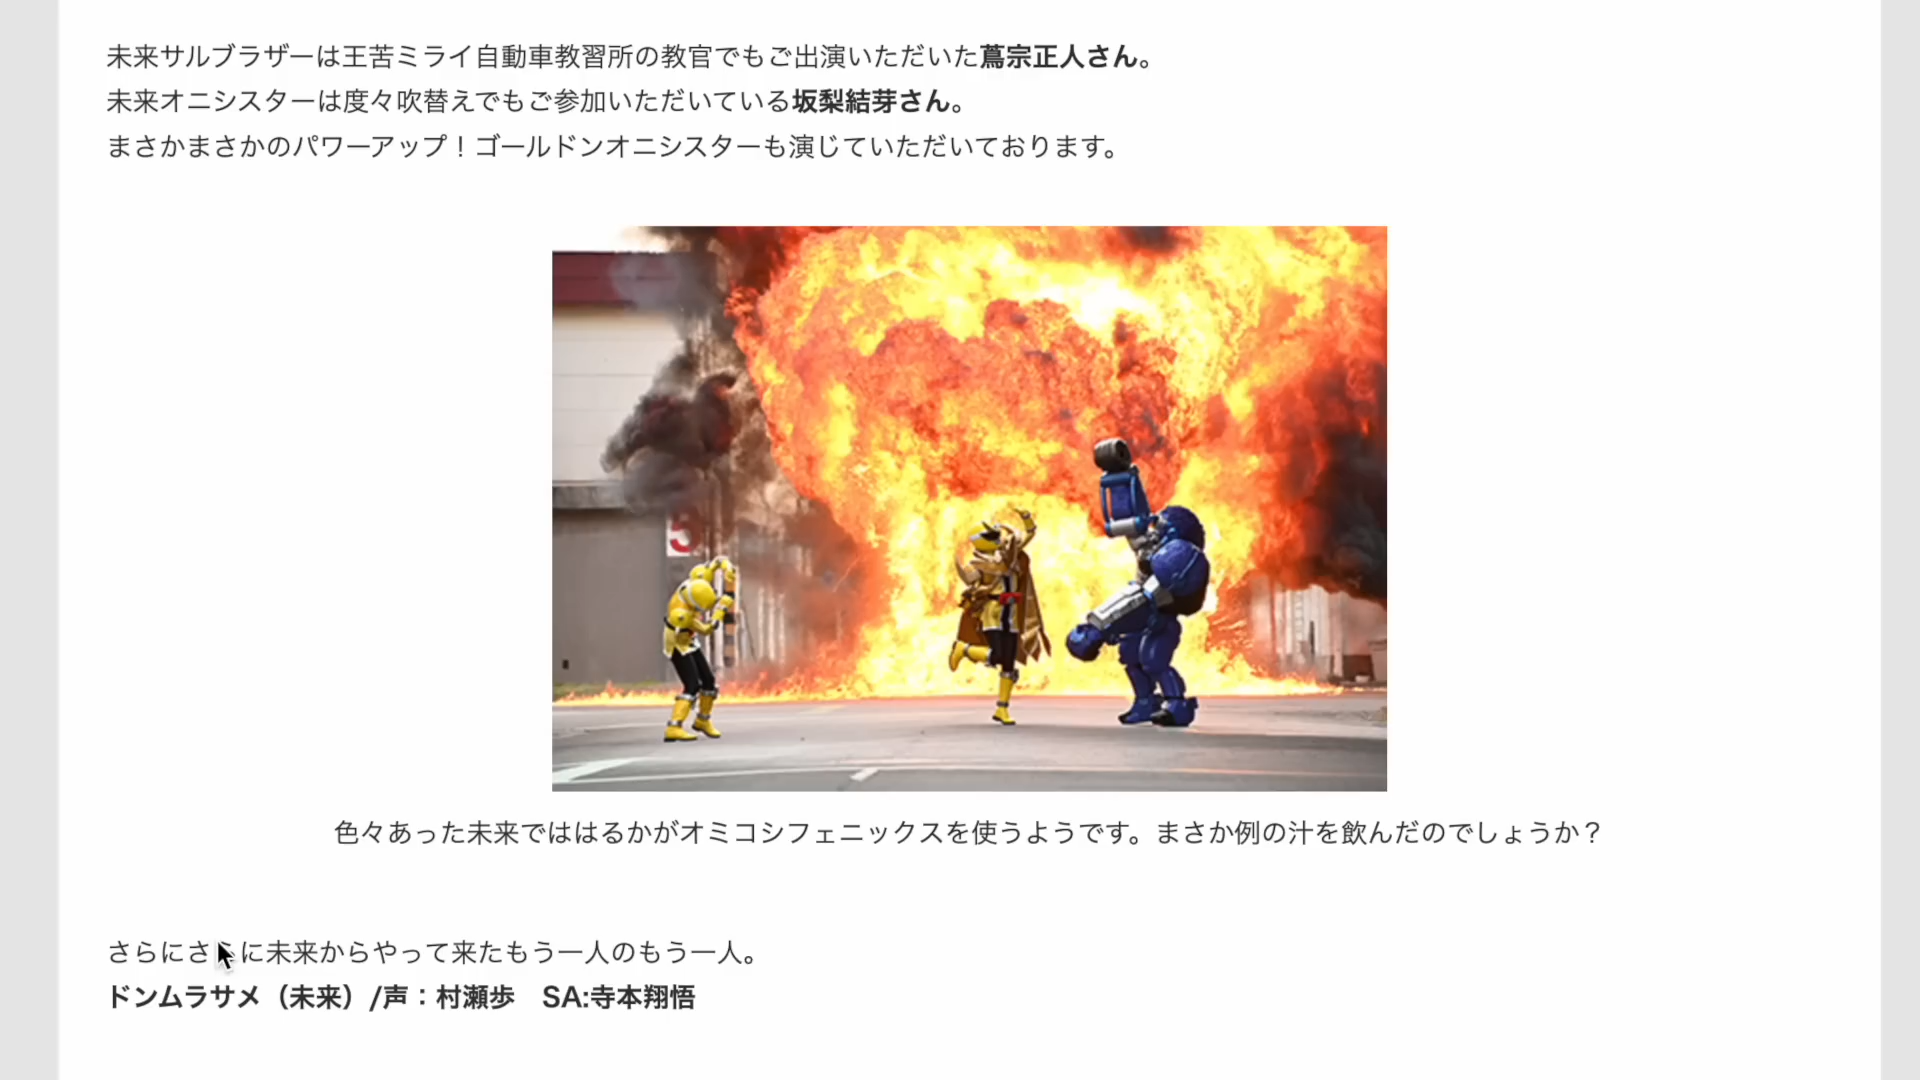 未来サルブラザーは王苦ミライ自動車教習所の教官でもご出演いただいた蔦宗正人さん。
未来オニシスターは度々吹替えでもご参加いただいている坂梨結芽さん。
まさかまさかのパワーアップ！ゴールドンオニシスターも演じていただいております。
5
色々あった未来でははるかがオミコシフェニックスを使うようです。まさか例の汁を飲んだのでしょうか？
さらにさらに未来からやって来たもう一人のもう一人。
ドンムラサメ（未来）/声：村瀬歩　SA:寺本翔悟